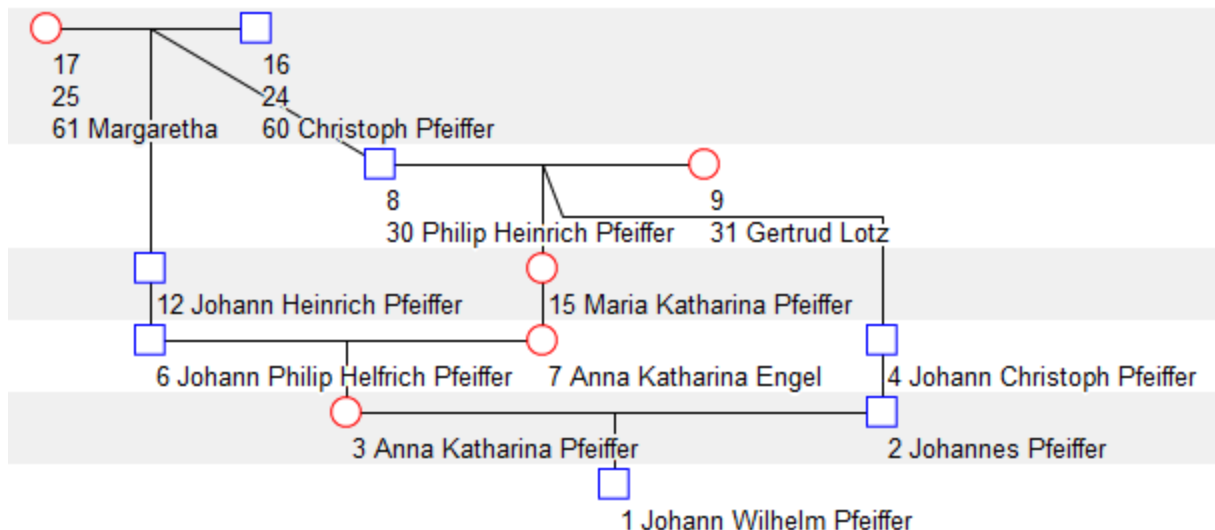 17
25
61 Margaretha
16
24
60 Christoph Pfeiffer
8
30 Philip Heinrich Pfeiffer
9
31 Gertrud Lotz
12 Johann Heinrich Pfeiffer
15 Maria Katharina Pfeiffer
6 Johann Philip Helfrich Pfeiffer
7 Anna Katharina Engel
4 Johann Christoph Pfeiffer
3 Anna Katharina Pfeiffer
2 Johannes Pfeiffer
1 Johann Wilhelm Pfeiffer